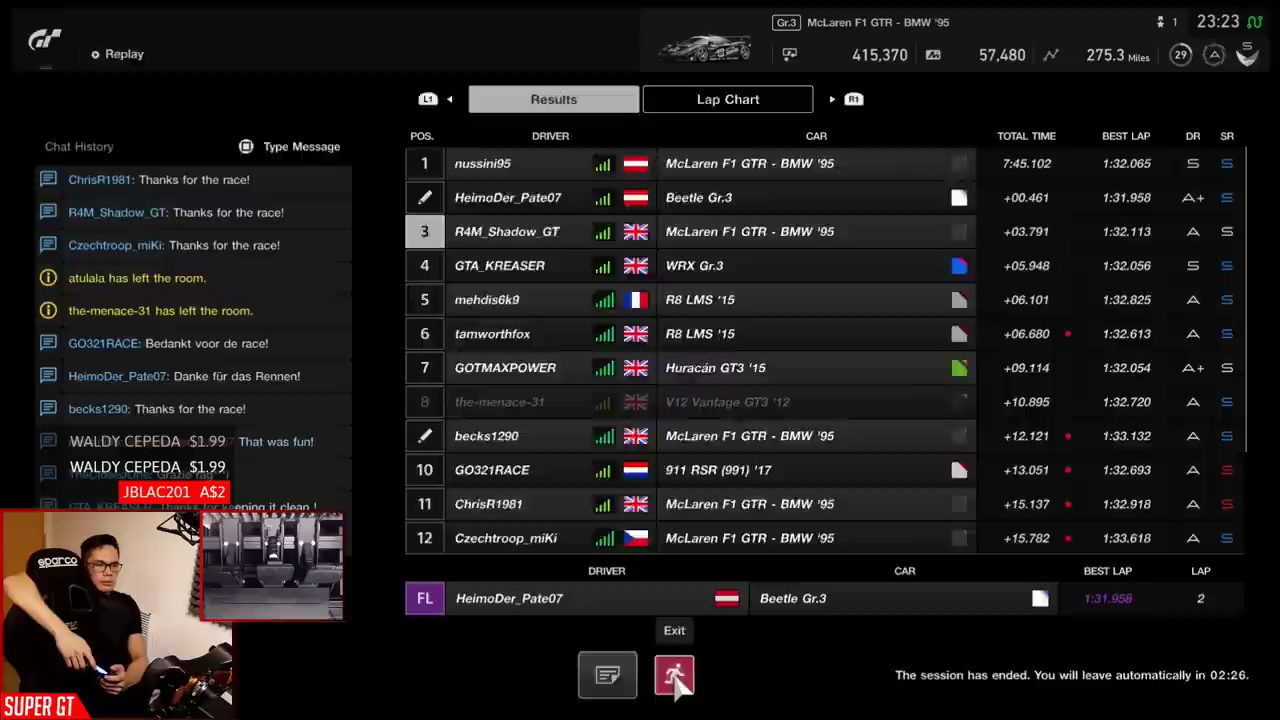 Replay
Gr.3 McLaren F1 GTR - BMW '95
1 23:23
415,370 57,480 275.3 Miles 29 A S
L1 Results Lap Chart R1
Chat History Type Message
ChrisR1981: Thanks for the race!
R4M_Shadow_GT: Thanks for the race!
Czechtroop_miKi: Thanks for the race!
atulala has left the room.
the-menace-31 has left the room.
GO321RACE: Bedankt voor de race!
HeimoDer_Pate07: Danke für das Rennen!
becks1290: Thanks for the race!
That was fun!
WALDY CEPEDA $1.99
WALDY CEPEDA $1.99
JBLAC201 A$2
GTA_KREASER: Thanks for keeping it clean !
POS. DRIVER CAR TOTAL TIME BEST LAP DR SR
1 nussini95 McLaren F1 GTR - BMW '95 7:45.102 1:32.065 S S
HeimoDer_Pate07 Beetle Gr.3 +00.461 1:31.958 A+ S
3 R4M_Shadow_GT McLaren F1 GTR - BMW '95 +03.791 1:32.113 A S
4 GTA_KREASER WRX Gr.3 +05.948 1:32.056 S S
5 mehdis6k9 R8 LMS '15 +06.101 1:32.825 A S
6 tamworthfox R8 LMS '15 +06.680 1:32.613 A S
7 GOTMAXPOWER Huracán GT3 '15 +09.114 1:32.054 A+ S
8 the-menace-31 V12 Vantage GT3 '12 +10.895 1:32.720 A S
becks1290 McLaren F1 GTR - BMW '95 +12.121 1:33.132 A S
10 GO321RACE 911 RSR (991) '17 +13.051 1:32.693 A S
11 ChrisR1981 McLaren F1 GTR - BMW '95 +15.137 1:32.918 A S
12 Czechtroop_miKi McLaren F1 GTR - BMW '95 +15.782 1:33.618 A S
DRIVER CAR BEST LAP LAP
FL HeimoDer_Pate07 Beetle Gr.3 1:31.958 2
Exit
The session has ended. You will leave automatically in 02:26.
sparco
SUPER GT